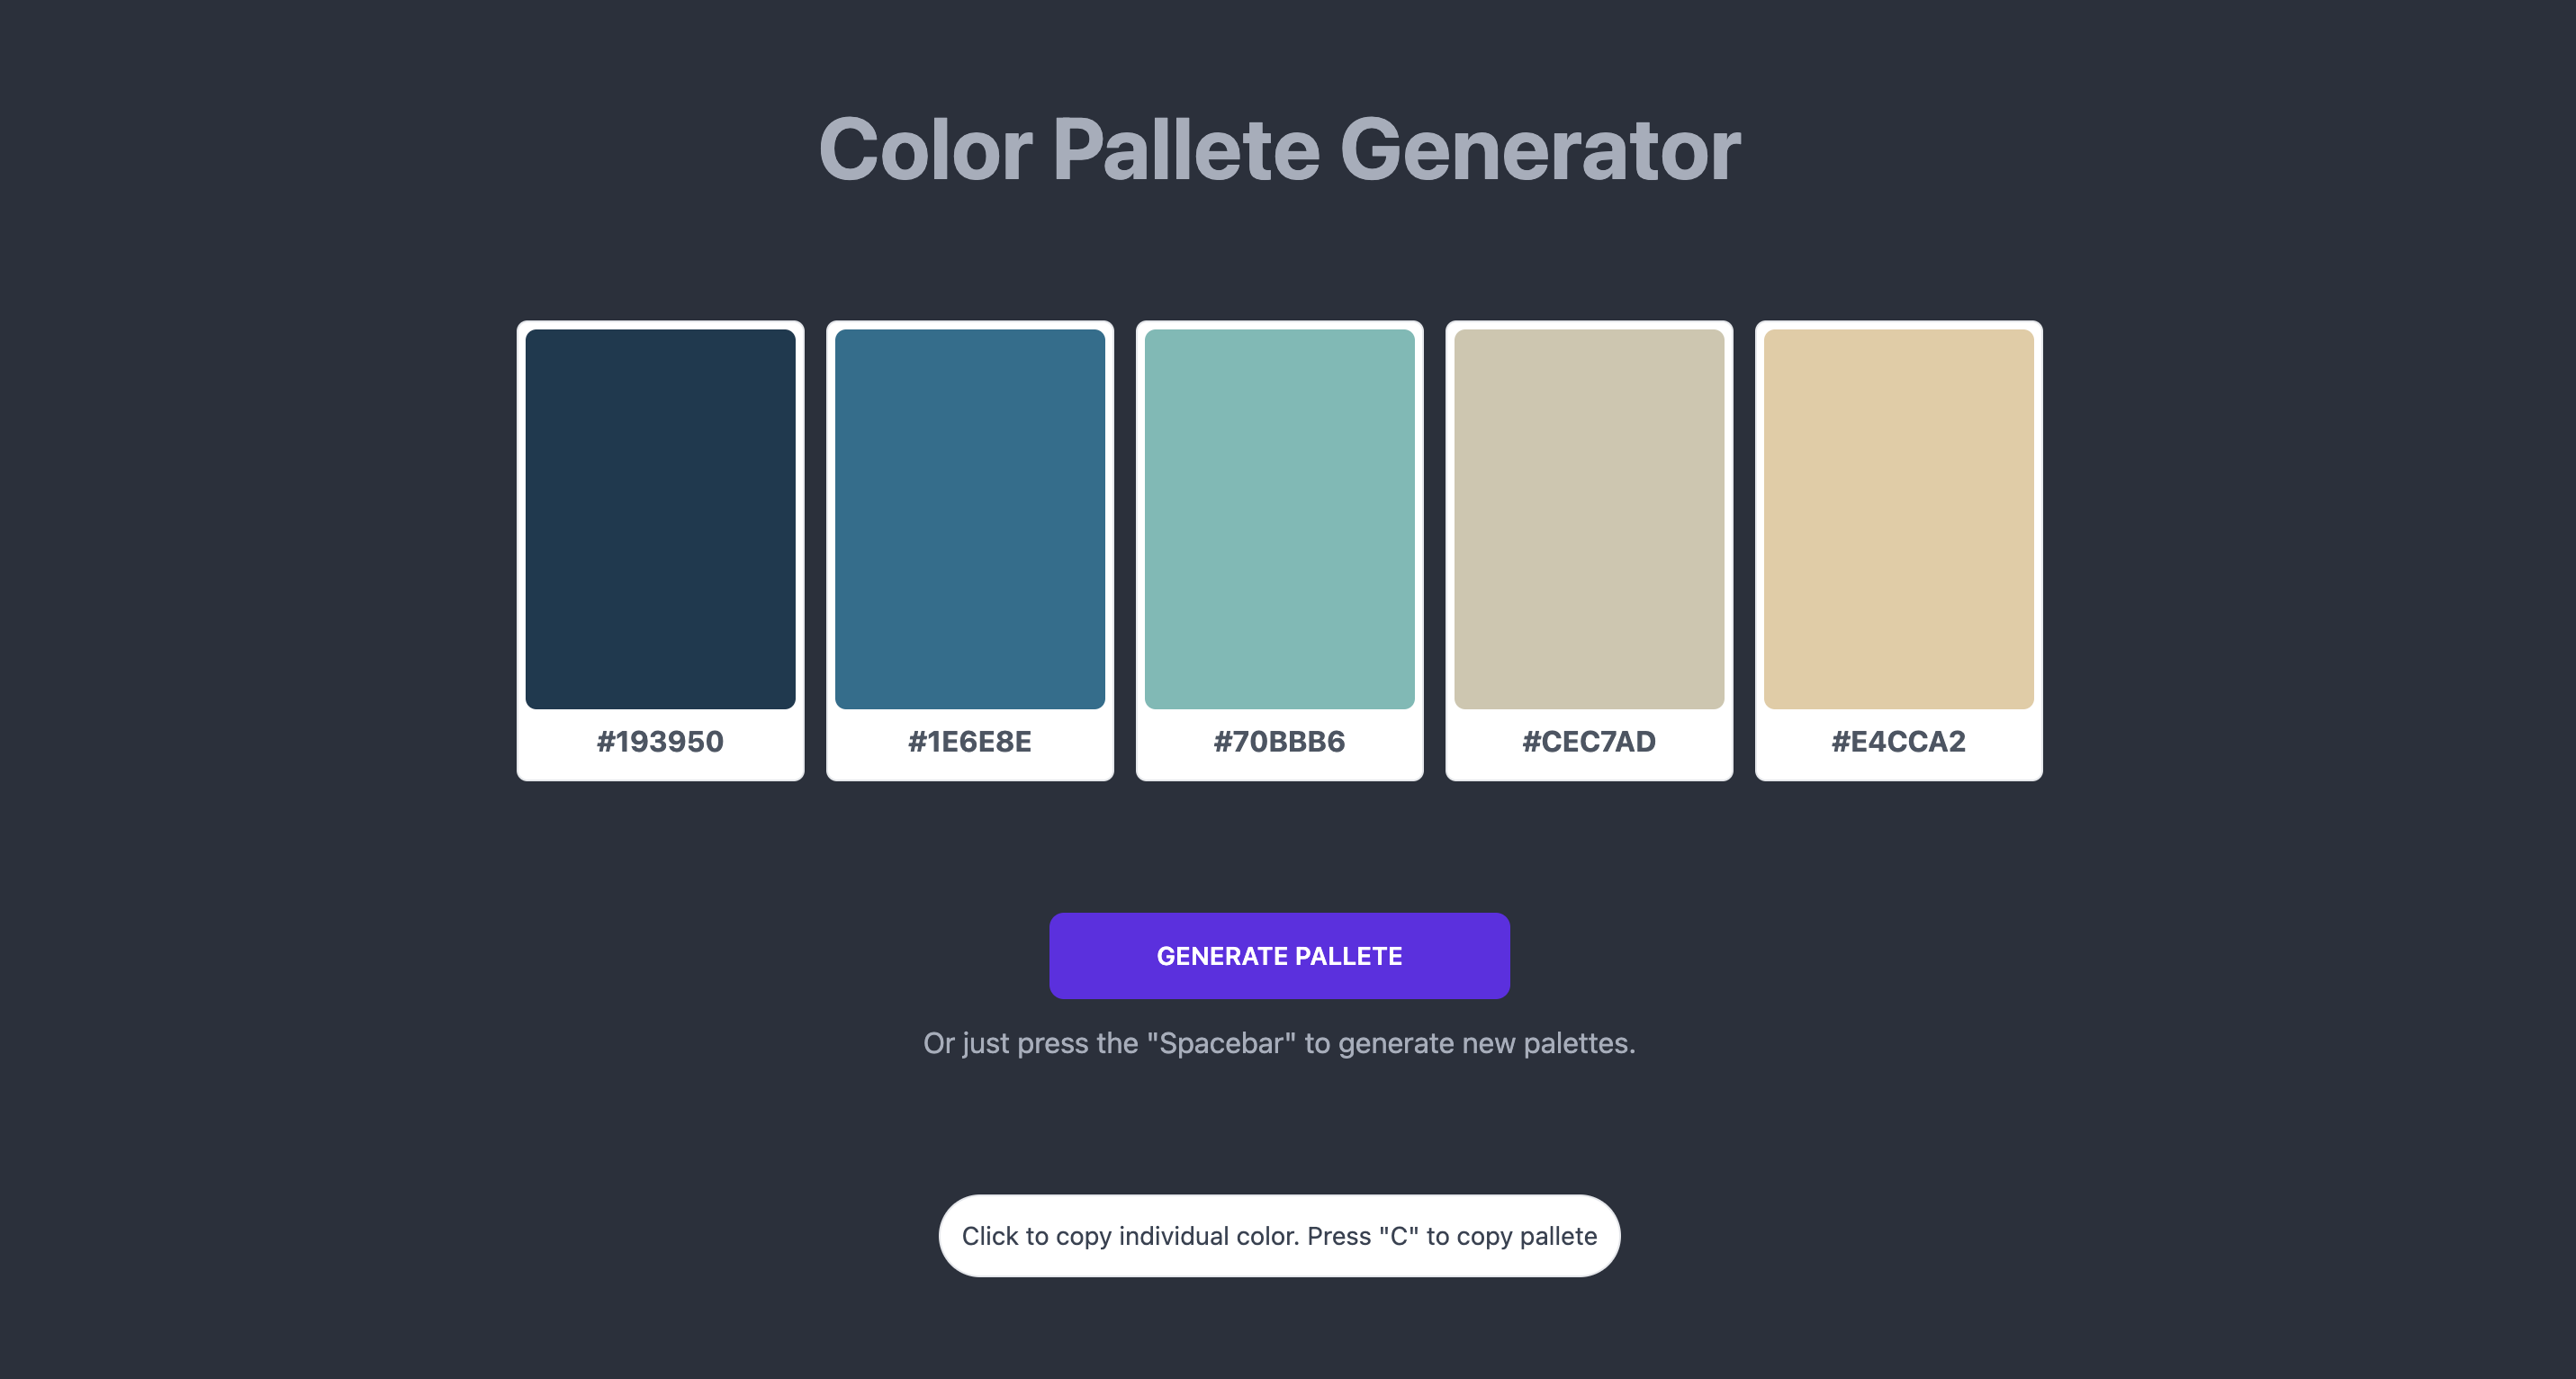 Color Pallete Generator
#193950
#1E6E8E
#70BBB6
#CEC7AD
#E4CCA2
GENERATE PALLETE
Or just press the "Spacebar" to generate new palettes.
Click to copy individual color. Press "C" to copy pallete